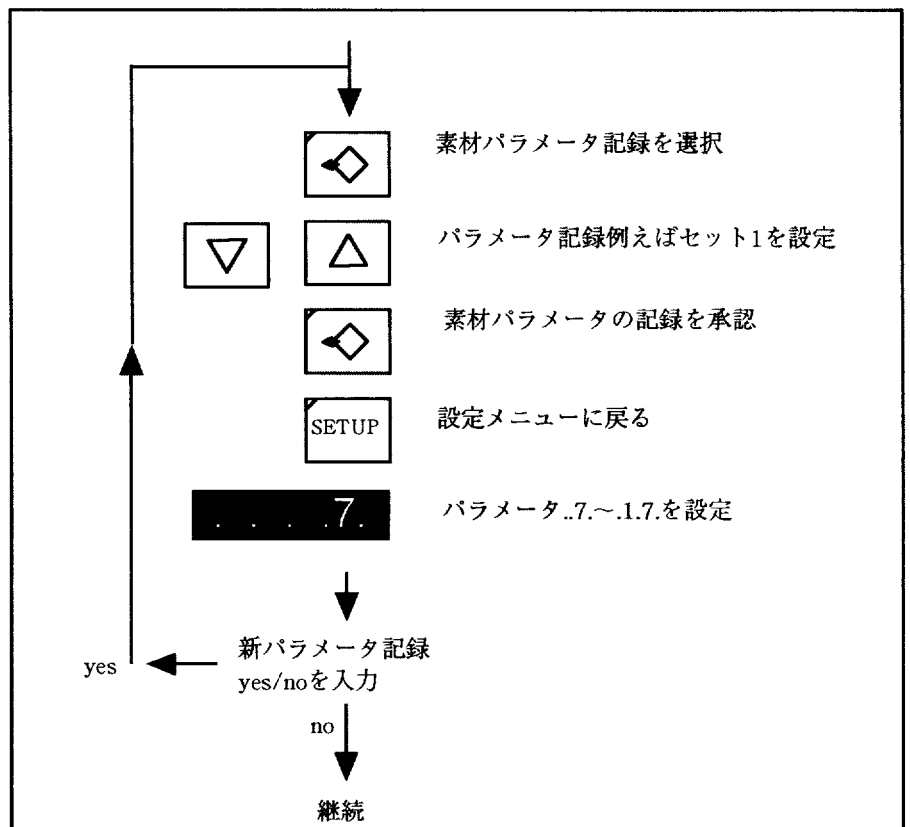 素材パラメータ記録を選択
パラメータ記録例えばセット1を設定
素材パラメータの記録を承認
SETUP
設定メニューに戻る
. . . . 7.
パラメータ..7.～.1.7.を設定
新パラメータ記録
yes
yes/noを入力
no
継続